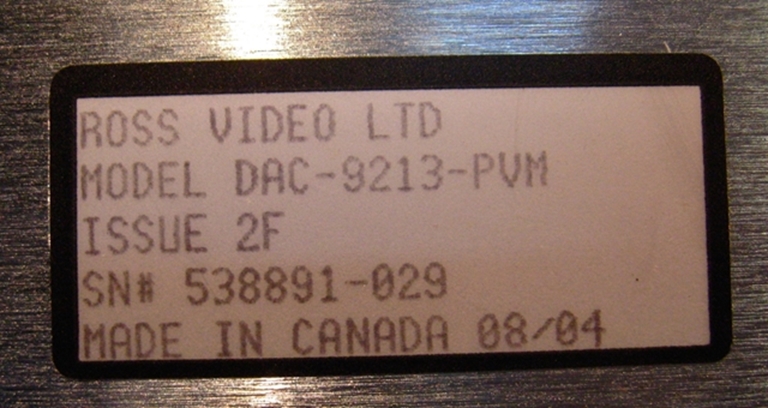 ROSS VIDEO LTD
MODEL DAC-9213-PVM
ISSUE 2F
SN# 538891-029
MADE IN CANADA 08/04